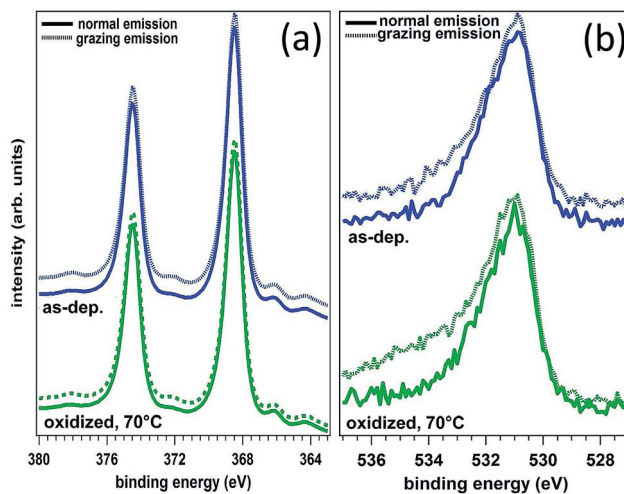 normal emission
grazing emission
(a)
intensity (arb. units)
as-dep.
oxidized, 70°C
380 376 372 368 364
binding energy (eV)
normal emission
grazing emission
(b)
as-dep.
oxidized, 70°C
536 534 532 530 528
binding energy (eV)